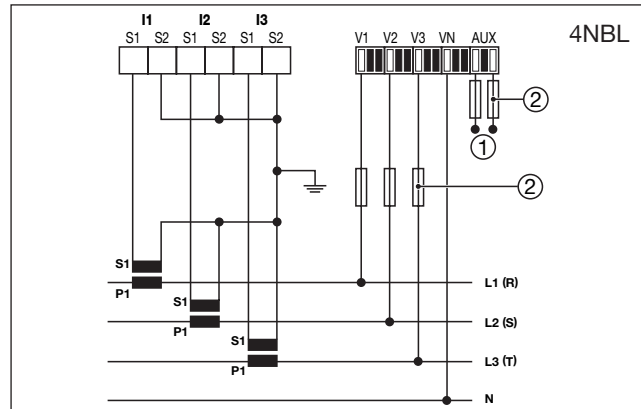 I1 I2 I3
S1 S2 S1 S2 S1 S2
V1 V2 V3 VN AUX
4NBL
2
1
2
S1
P1
L1 (R)
S1
P1
L2 (S)
S1
P1
L3 (T)
N